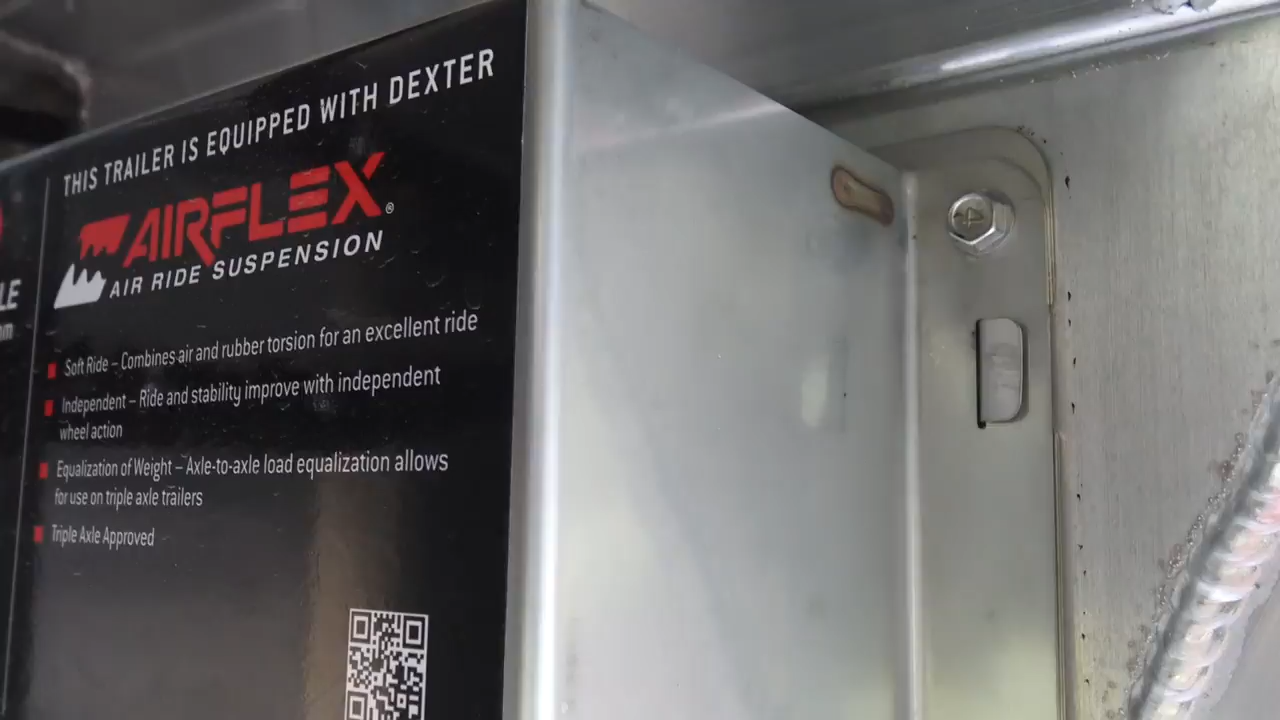 THIS TRAILER IS EQUIPPED WITH DEXTER
AIRFLEX®
AIR RIDE SUSPENSION
LE
om
Soft Ride – Combines air and rubber torsion for an excellent ride
Independent – Ride and stability improve with independent
wheel action
Equalization of Weight – Axle-to-axle load equalization allows
for use on triple axle trailers
Triple Axle Approved